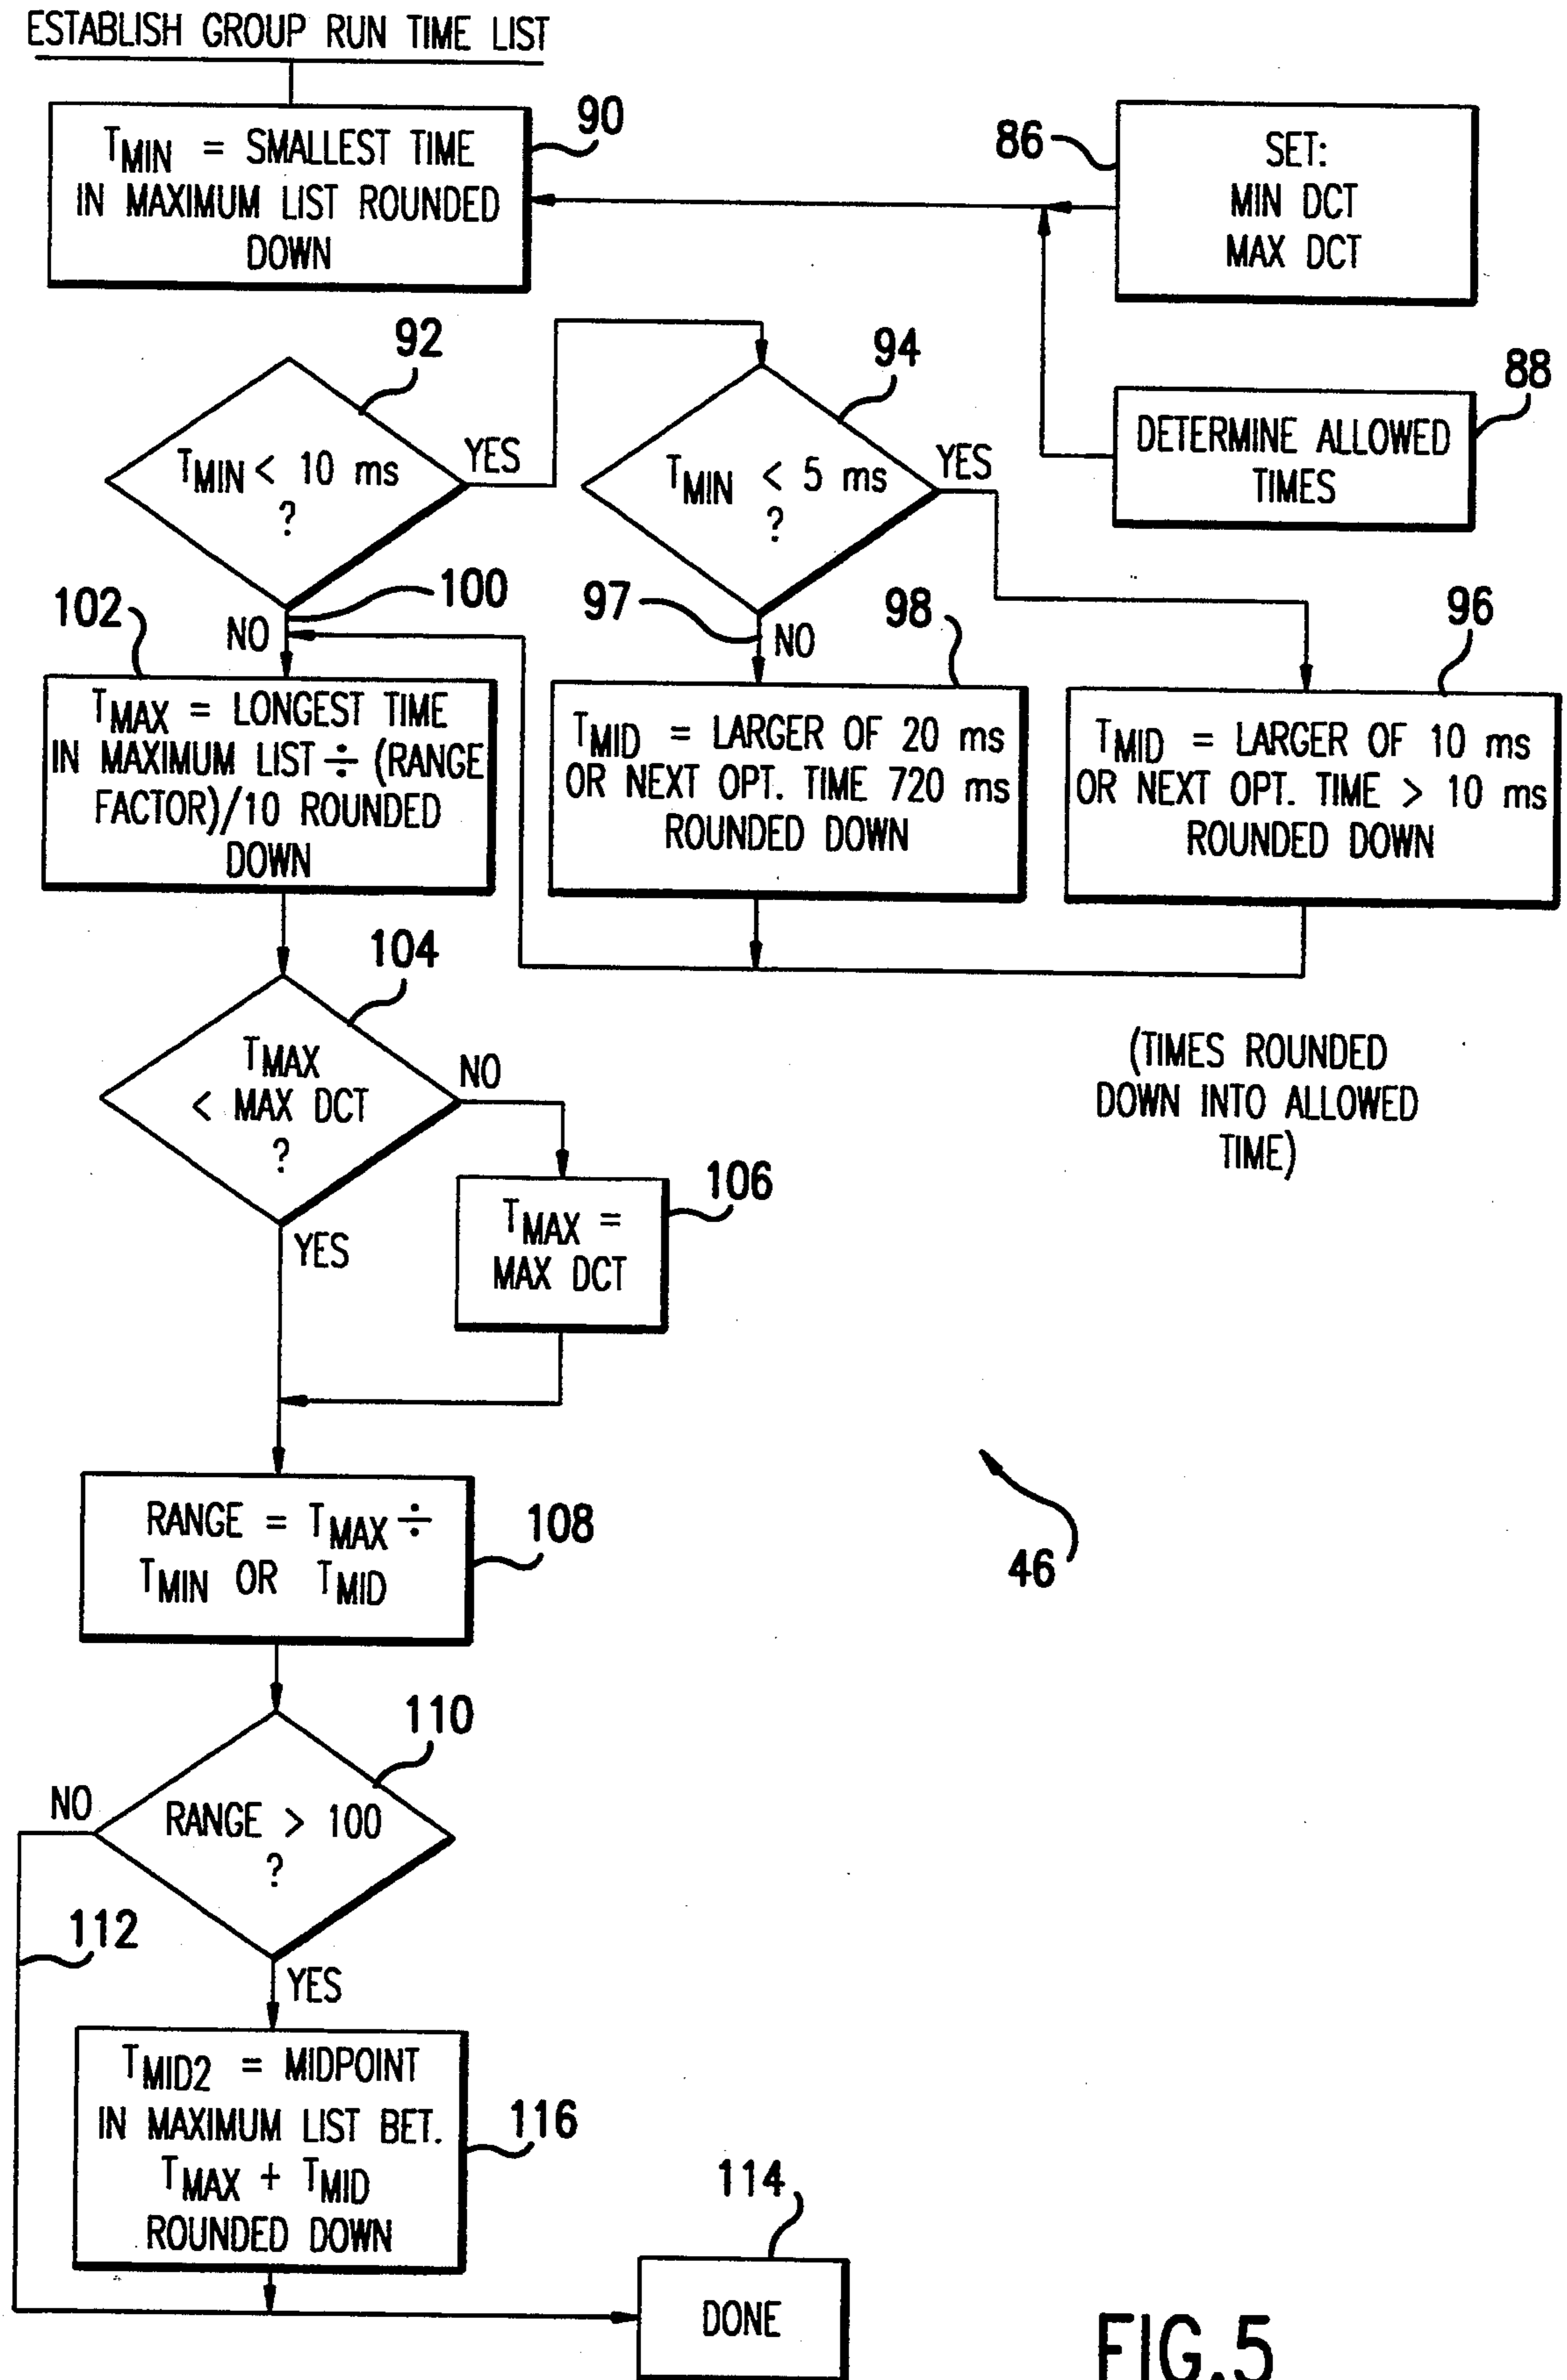 ESTABLISH GROUP RUN TIME LIST
90
TMIN = SMALLEST TIME
IN MAXIMUM LIST ROUNDED
DOWN
86
SET:
MIN DCT
MAX DCT
92
TMIN < 10 ms
?
YES
94
TMIN < 5 ms
?
YES
88
DETERMINE ALLOWED
TIMES
100
NO
97
NO
102
TMAX = LONGEST TIME
IN MAXIMUM LIST ÷ (RANGE
FACTOR)/10 ROUNDED
DOWN
98
TMID = LARGER OF 20 ms
OR NEXT OPT. TIME 720 ms
ROUNDED DOWN
96
TMID = LARGER OF 10 ms
OR NEXT OPT. TIME > 10 ms
ROUNDED DOWN
104
TMAX
< MAX DCT
?
NO
YES
(TIMES ROUNDED
DOWN INTO ALLOWED
TIME)
106
TMAX =
MAX DCT
46
108
RANGE = TMAX ÷
TMIN OR TMID
110
RANGE > 100
?
NO
112
YES
116
TMID2 = MIDPOINT
IN MAXIMUM LIST BET.
TMAX + TMID
ROUNDED DOWN
114
DONE
FIG.5